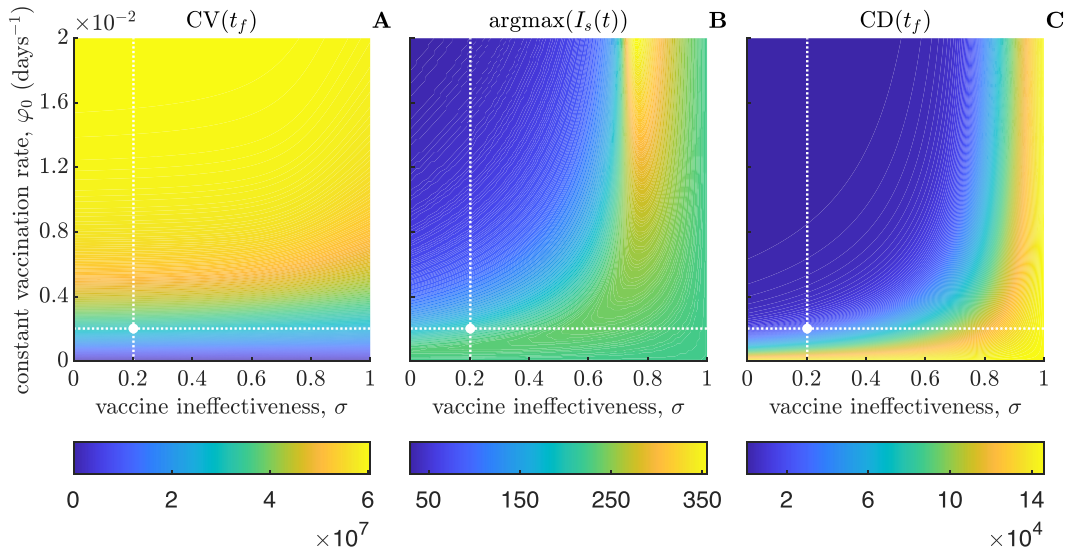 ×10⁻² CV(t_f) A argmax(I_s(t)) B CD(t_f) C
constant vaccination rate, φ₀ (days⁻¹)
2
1.6
1.2
0.8
0.4
0
0 0.2 0.4 0.6 0.8 1
0 0.2 0.4 0.6 0.8 1
0 0.2 0.4 0.6 0.8 1
vaccine ineffectiveness, σ
vaccine ineffectiveness, σ
vaccine ineffectiveness, σ
0 2 4 6
×10⁷
50 150 250 350
2 6 10 14
×10⁴